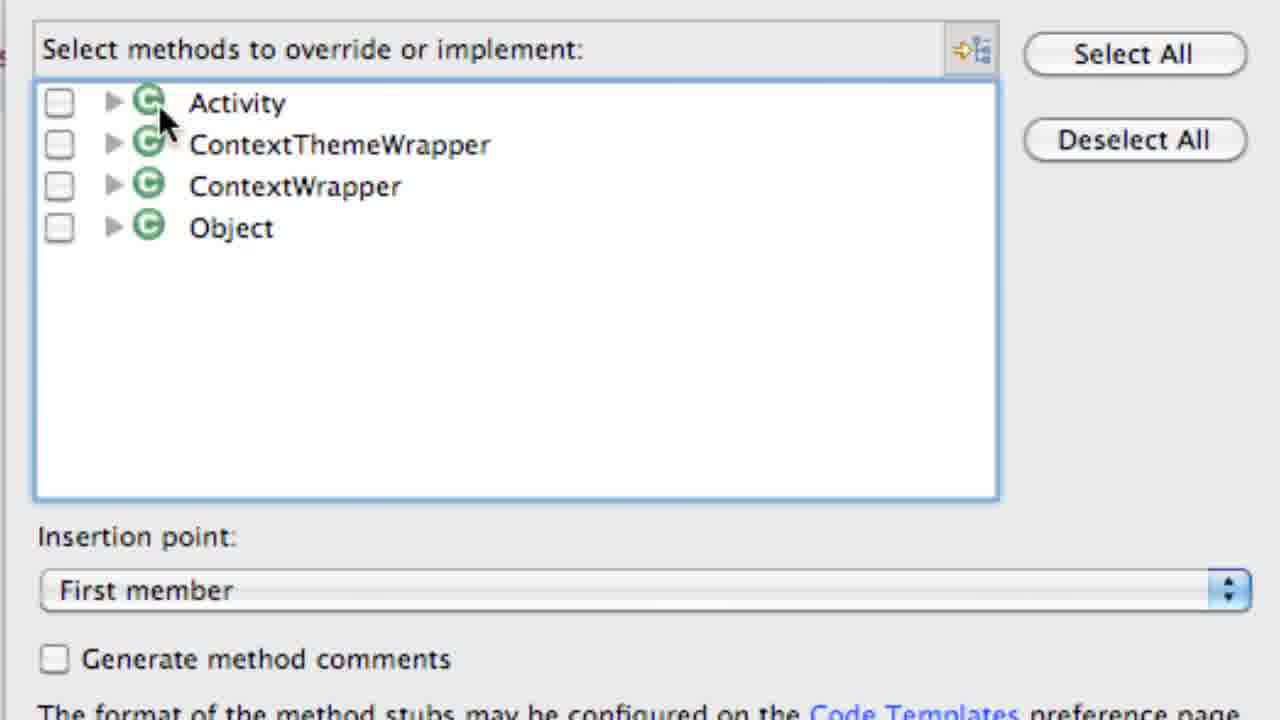 Select methods to override or implement:
Select All
Activity
Deselect All
ContextThemeWrapper
ContextWrapper
Object
Insertion point:
First member
Generate method comments
The format of the method stubs may be configured on the Code Templates preference page